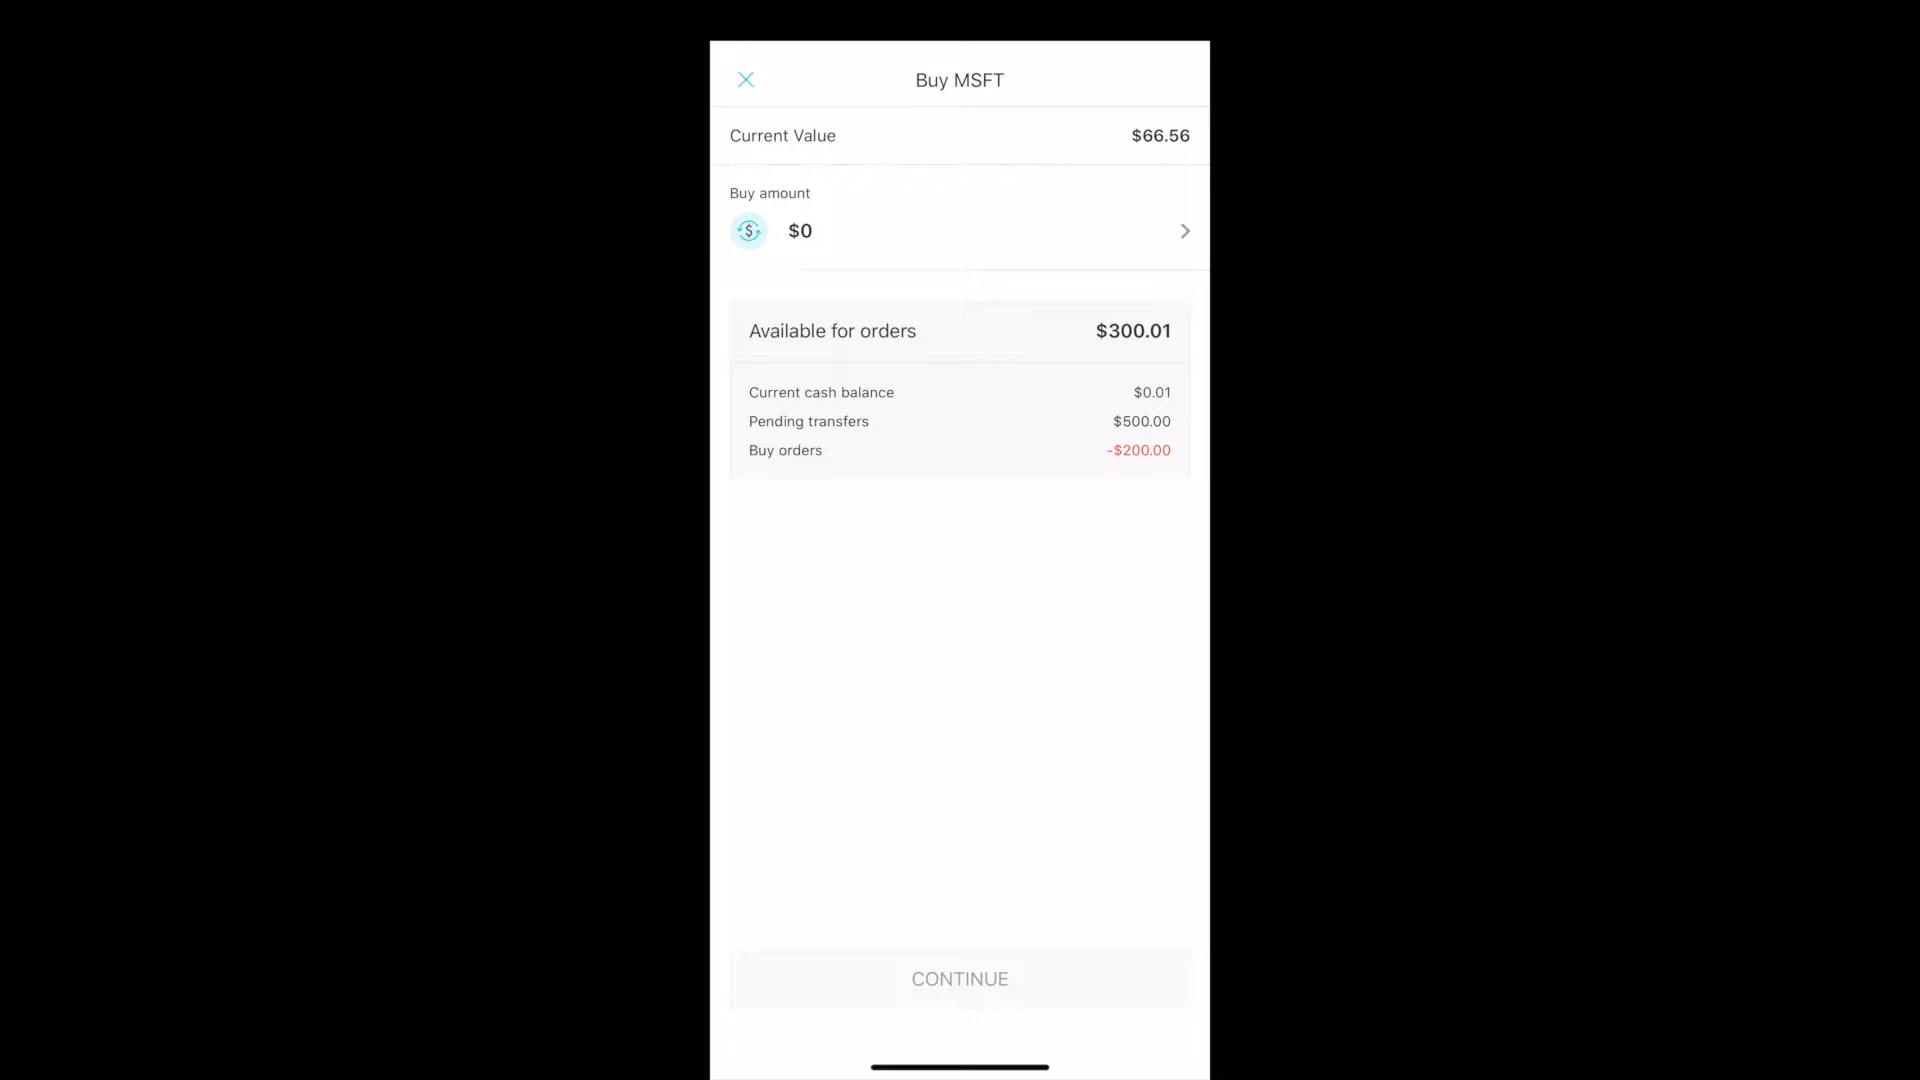 Buy MSFT
Current Value $66.56
Buy amount
$0
Available for orders $300.01
Current cash balance $0.01
Pending transfers $500.00
Buy orders -$200.00
CONTINUE